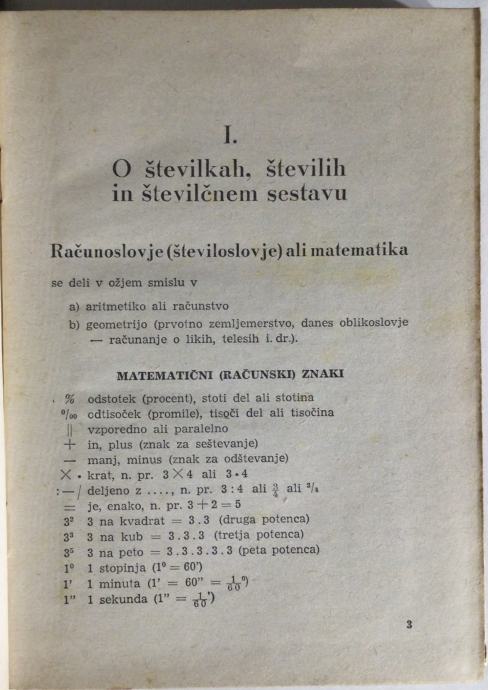 I.
O številkah, številih
in številčnem sestavu
Računoslovje (številoslovje) ali matematika
se deli v ožjem smislu v
a) aritmetiko ali računstvo
b) geometrijo (prvotno zemljemerstvo, danes oblikoslovje
— računanje o likih, telesih i. dr.).
MATEMATIČNI (RAČUNSKI) ZNAKI
% odstotek (procent), stoti del ali stotina
‰ odtisoček (promile), tisoči del ali tisočina
|| vzporedno ali paralelno
+ in, plus (znak za seštevanje)
— manj, minus (znak za odštevanje)
× • krat, n. pr. 3 × 4 ali 3 • 4
: — / deljeno z ...., n. pr. 3 : 4 ali 3/4 ali ³/₄
= je, enako, n. pr. 3 + 2 = 5
3² 3 na kvadrat = 3 . 3 (druga potenca)
3³ 3 na kub = 3 . 3 . 3 (tretja potenca)
3⁵ 3 na peto = 3 . 3 . 3 . 3 . 3 (peta potenca)
1⁰ 1 stopinja (1⁰ = 60')
1' 1 minuta (1' = 60" = 1/60⁰)
1" 1 sekunda (1" = 1/60')
3